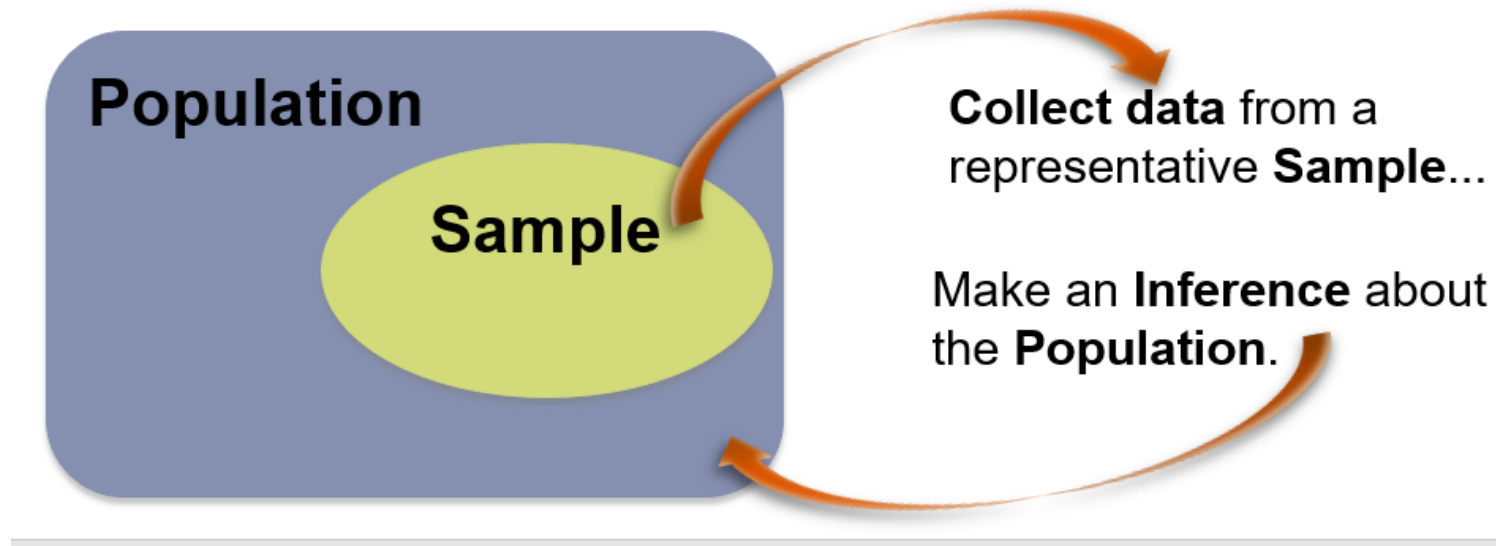 Population
Sample
Collect data from a
representative Sample...
Make an Inference about
the Population.